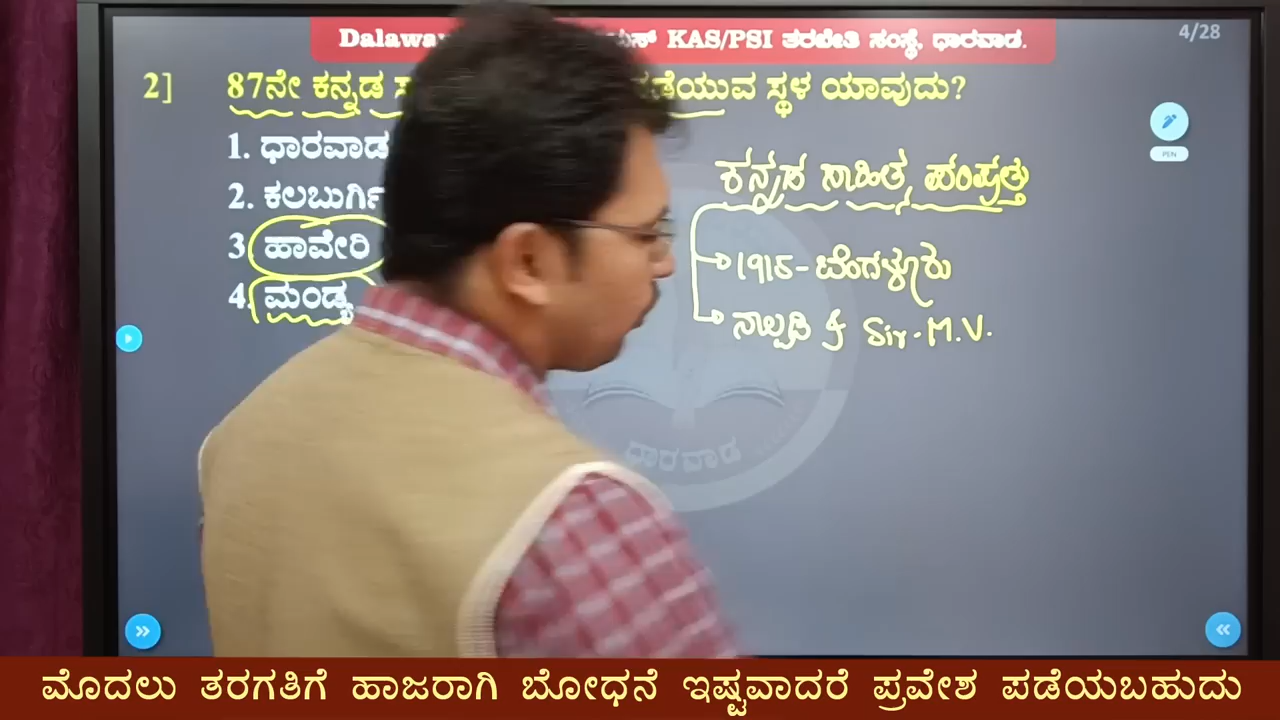 KAS/PSI ತರಬೇತಿ ಸಂಸ್ಥೆ, ಧಾರವಾಡ.
4/28
2] 87ನೇ ಕನ್ನಡ ಸ್ಥಳ ಯಾವುದು?
1. ಧಾರವಾಡ
2. ಕಲಬುರ್ಗಿ
3 ಹಾವೇರಿ
4. ಮಂಡ್ಯ
PEN
ಕನ್ನಡ ಸಾಹಿತ್ಯ ಪರಿಷತ್ತು
1915 - ಬೆಂಗಳೂರು
ನಾಲ್ವಡಿ & Sir. M.V.
ಧಾರವಾಡ
ಮೊದಲು ತರಗತಿಗೆ ಹಾಜರಾಗಿ ಬೋಧನೆ ಇಷ್ಟವಾದರೆ ಪ್ರವೇಶ ಪಡೆಯಬಹುದು